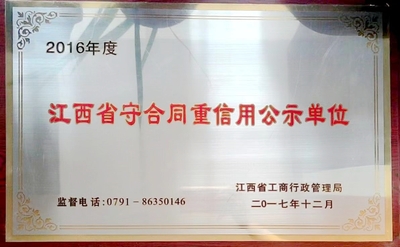 2016年度
江西省守合同重信用公示单位
江西省工商行政管理局
监督电话:0791-86350146
二〇一七年十二月